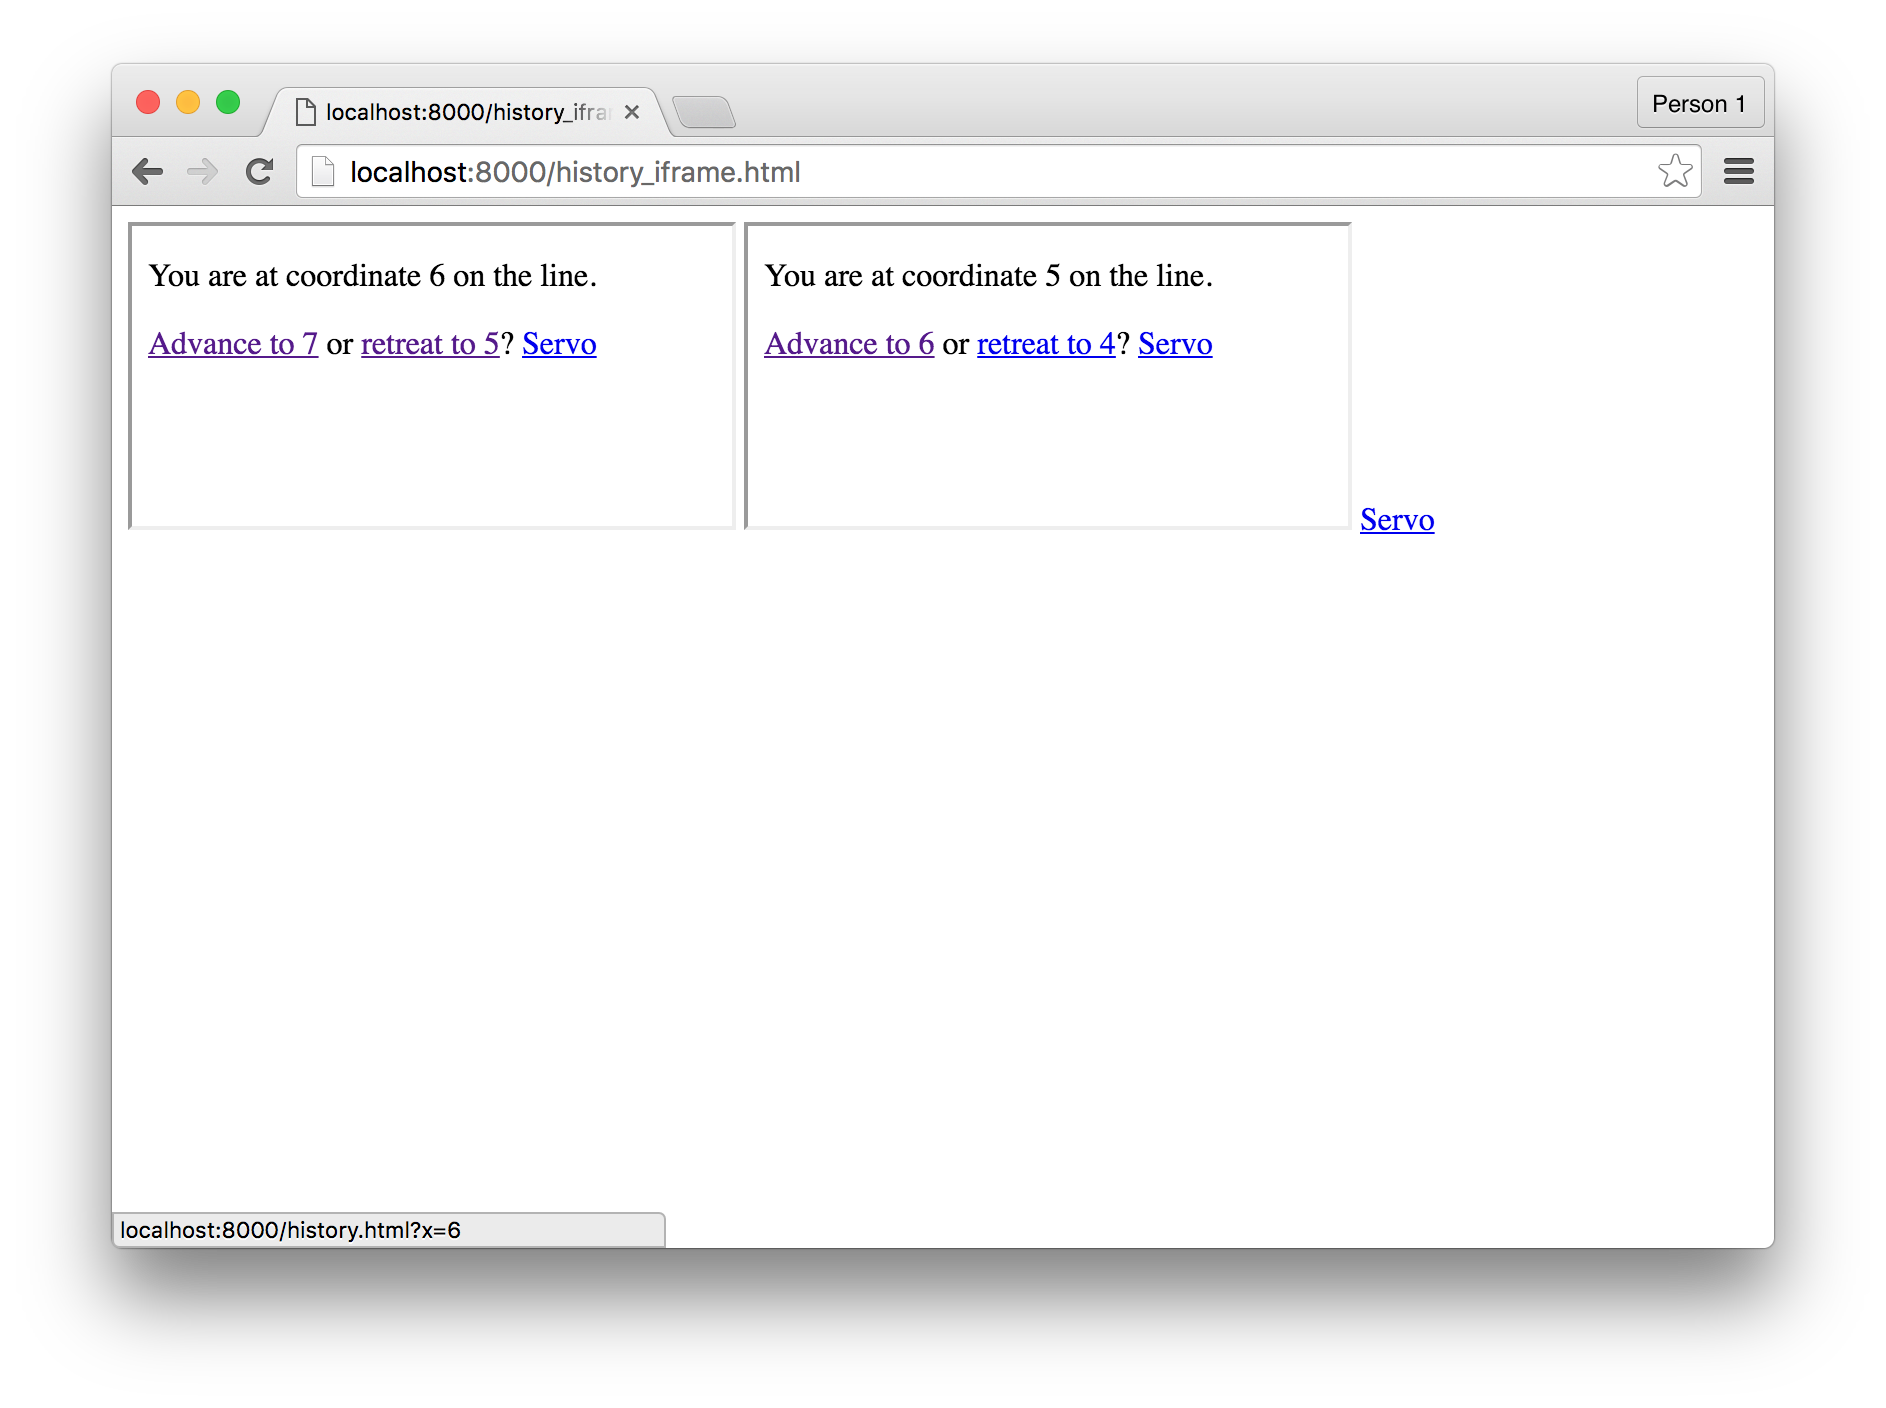 localhost:8000/history_ifra
Person 1
localhost:8000/history_iframe.html
You are at coordinate 6 on the line.
Advance to 7 or retreat to 5? Servo
You are at coordinate 5 on the line.
Advance to 6 or retreat to 4? Servo
Servo
localhost:8000/history.html?x=6